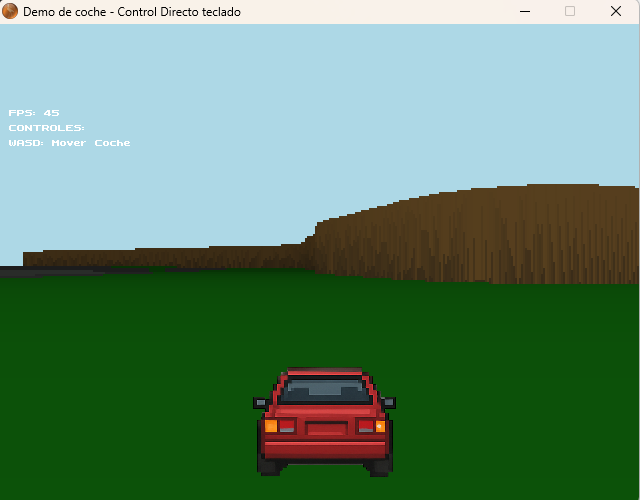 Demo de coche - Control Directo teclado
FPS: 45
CONTROLES:
WASD: Mover Coche